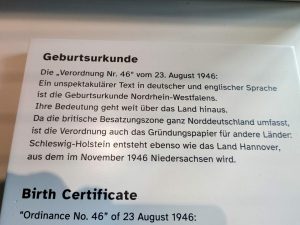 Geburtsurkunde
Die „Verordnung Nr. 46“ vom 23. August 1946:
Ein unspektakulärer Text in deutscher und englischer Sprache
ist die Geburtsurkunde Nordrhein-Westfalens.
Ihre Bedeutung geht weit über das Land hinaus.
Da die britische Besatzungszone ganz Norddeutschland umfasst,
ist die Verordnung auch das Gründungspapier für andere Länder:
Schleswig-Holstein entsteht ebenso wie das Land Hannover,
aus dem im November 1946 Niedersachsen wird.
Birth Certificate
“Ordinance No. 46” of 23 August 1946: